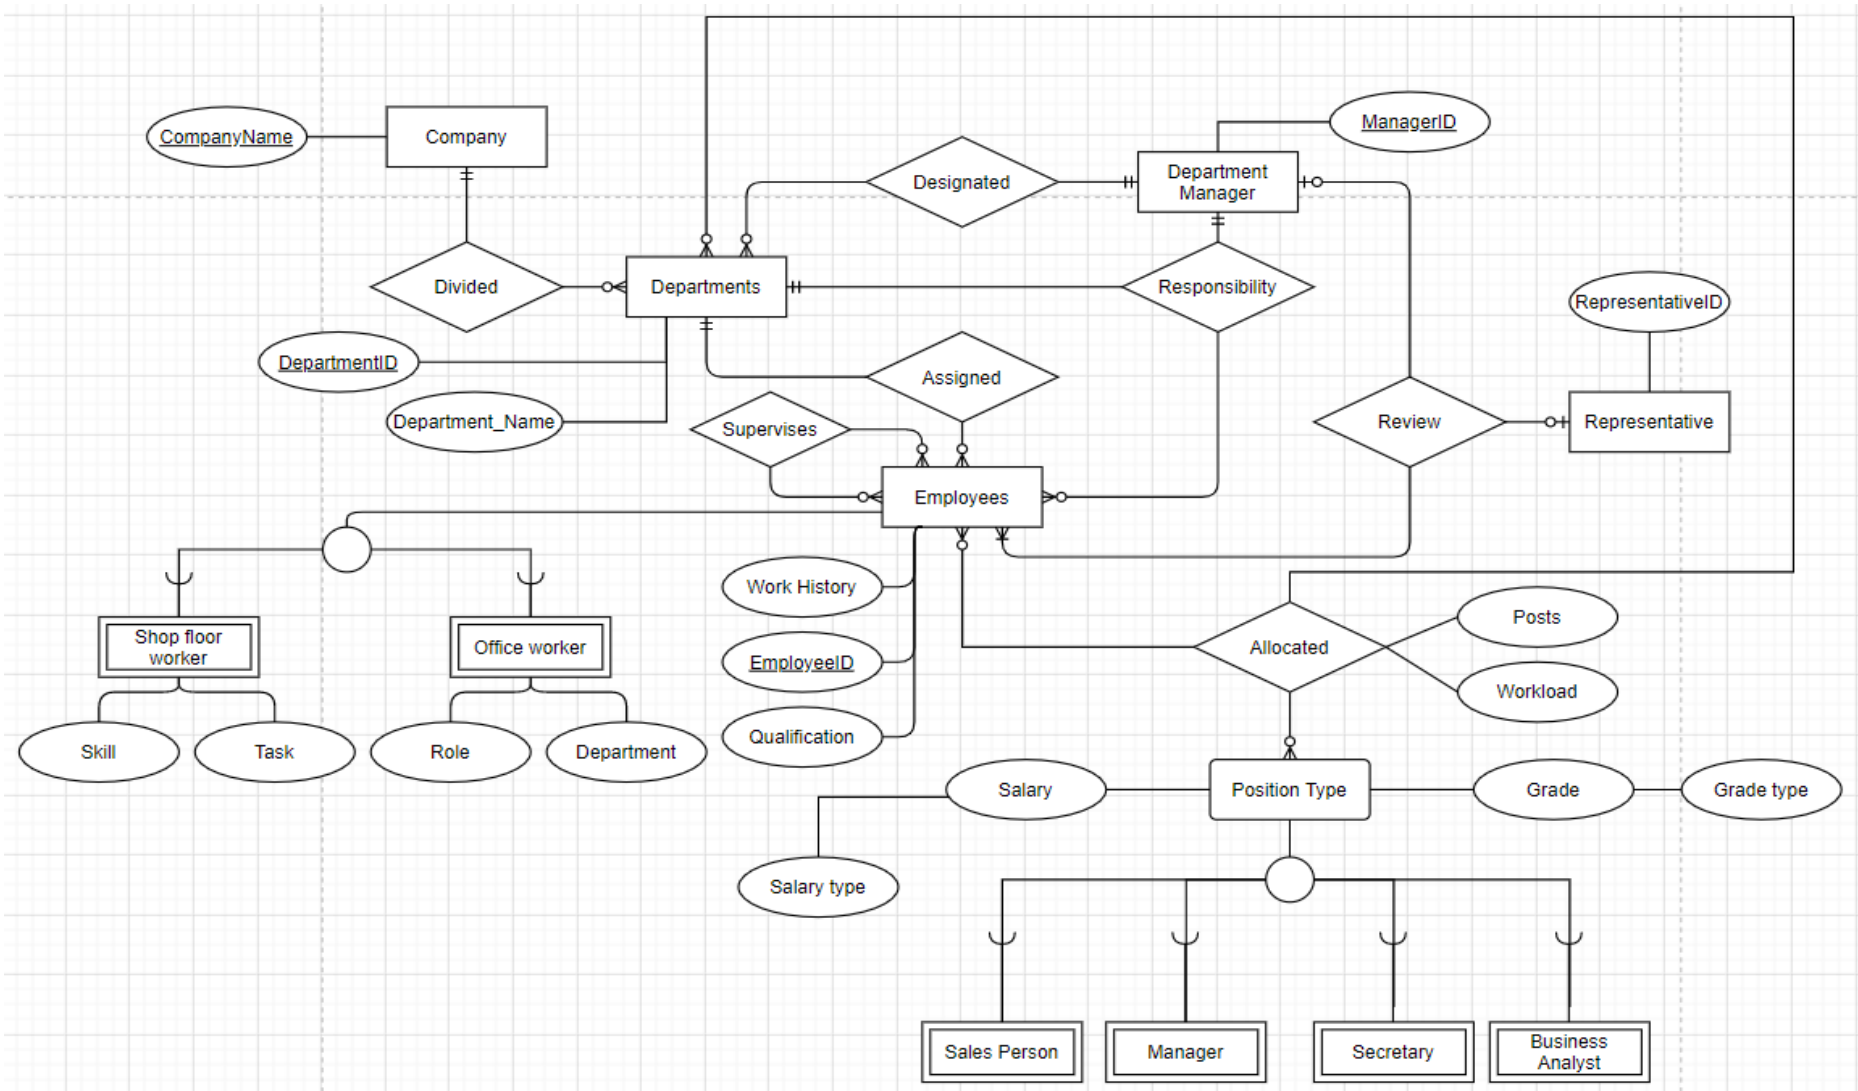 CompanyName
Company
ManagerID
Department
Manager
Designated
Divided
Departments
Responsibility
RepresentativeID
DepartmentID
Assigned
Department_Name
Supervises
Review
Representative
Employees
Work History
Posts
Shop floor
worker
Office worker
EmployeeID
Allocated
Workload
Skill
Task
Role
Department
Qualification
Salary
Position Type
Grade
Grade type
Salary type
Sales Person
Manager
Secretary
Business
Analyst